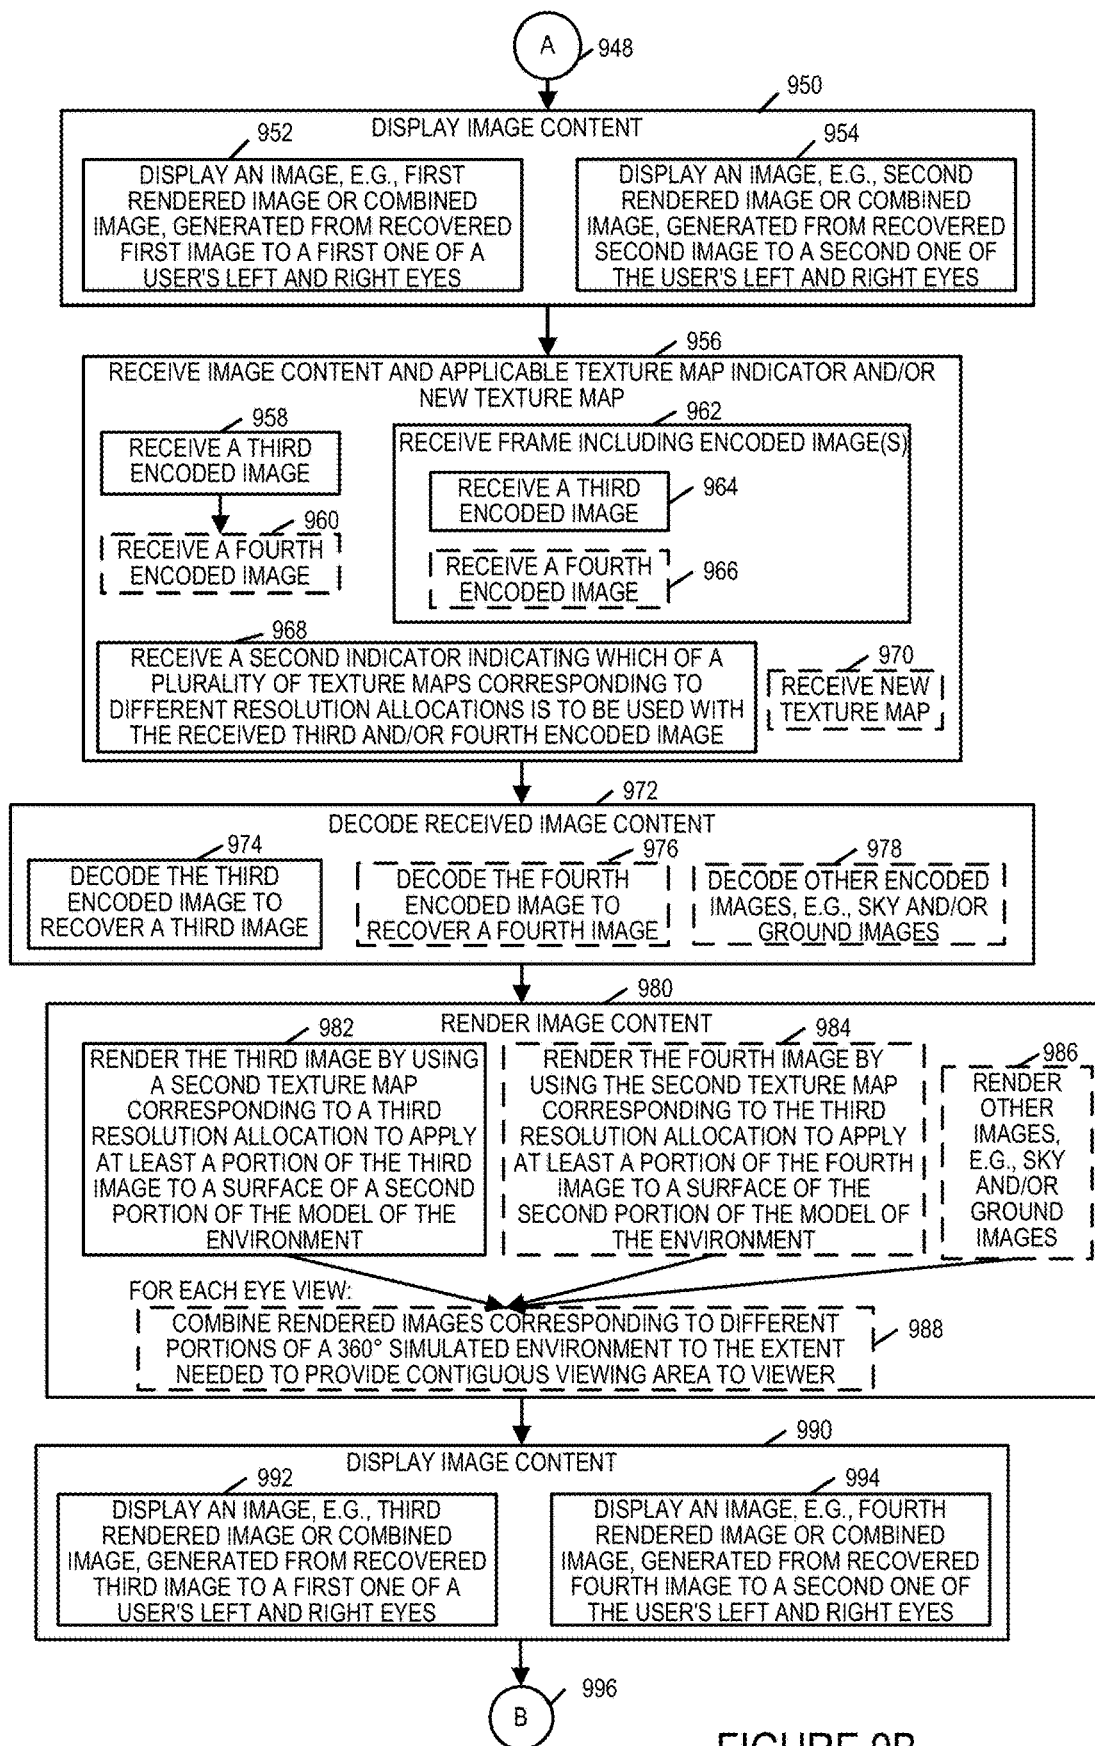 A
948
950
DISPLAY IMAGE CONTENT
952
DISPLAY AN IMAGE, E.G., FIRST
RENDERED IMAGE OR COMBINED
IMAGE, GENERATED FROM RECOVERED
FIRST IMAGE TO A FIRST ONE OF A
USER'S LEFT AND RIGHT EYES
954
DISPLAY AN IMAGE, E.G., SECOND
RENDERED IMAGE OR COMBINED
IMAGE, GENERATED FROM RECOVERED
SECOND IMAGE TO A SECOND ONE OF
THE USER'S LEFT AND RIGHT EYES
956
RECEIVE IMAGE CONTENT AND APPLICABLE TEXTURE MAP INDICATOR AND/OR
NEW TEXTURE MAP
958
RECEIVE A THIRD
ENCODED IMAGE
960
RECEIVE A FOURTH
ENCODED IMAGE
962
RECEIVE FRAME INCLUDING ENCODED IMAGE(S)
RECEIVE A THIRD
ENCODED IMAGE
964
RECEIVE A FOURTH
ENCODED IMAGE
966
968
RECEIVE A SECOND INDICATOR INDICATING WHICH OF A
PLURALITY OF TEXTURE MAPS CORRESPONDING TO
DIFFERENT RESOLUTION ALLOCATIONS IS TO BE USED WITH
THE RECEIVED THIRD AND/OR FOURTH ENCODED IMAGE
970
RECEIVE NEW
TEXTURE MAP
972
DECODE RECEIVED IMAGE CONTENT
974
DECODE THE THIRD
ENCODED IMAGE TO
RECOVER A THIRD IMAGE
976
DECODE THE FOURTH
ENCODED IMAGE TO
RECOVER A FOURTH IMAGE
978
DECODE OTHER ENCODED
IMAGES, E.G., SKY AND/OR
GROUND IMAGES
980
RENDER IMAGE CONTENT
982
RENDER THE THIRD IMAGE BY USING
A SECOND TEXTURE MAP
CORRESPONDING TO A THIRD
RESOLUTION ALLOCATION TO APPLY
AT LEAST A PORTION OF THE THIRD
IMAGE TO A SURFACE OF A SECOND
PORTION OF THE MODEL OF THE
ENVIRONMENT
984
RENDER THE FOURTH IMAGE BY
USING THE SECOND TEXTURE MAP
CORRESPONDING TO THE THIRD
RESOLUTION ALLOCATION TO APPLY
AT LEAST A PORTION OF THE FOURTH
IMAGE TO A SURFACE OF THE
SECOND PORTION OF THE MODEL OF
THE ENVIRONMENT
986
RENDER
OTHER
IMAGES,
E.G., SKY
AND/OR
GROUND
IMAGES
FOR EACH EYE VIEW:
COMBINE RENDERED IMAGES CORRESPONDING TO DIFFERENT
PORTIONS OF A 360° SIMULATED ENVIRONMENT TO THE EXTENT
NEEDED TO PROVIDE CONTIGUOUS VIEWING AREA TO VIEWER
988
990
DISPLAY IMAGE CONTENT
992
DISPLAY AN IMAGE, E.G., THIRD
RENDERED IMAGE OR COMBINED
IMAGE, GENERATED FROM RECOVERED
THIRD IMAGE TO A FIRST ONE OF A
USER'S LEFT AND RIGHT EYES
994
DISPLAY AN IMAGE, E.G., FOURTH
RENDERED IMAGE OR COMBINED
IMAGE, GENERATED FROM RECOVERED
FOURTH IMAGE TO A SECOND ONE OF
THE USER'S LEFT AND RIGHT EYES
B
996
FIGURE 9B